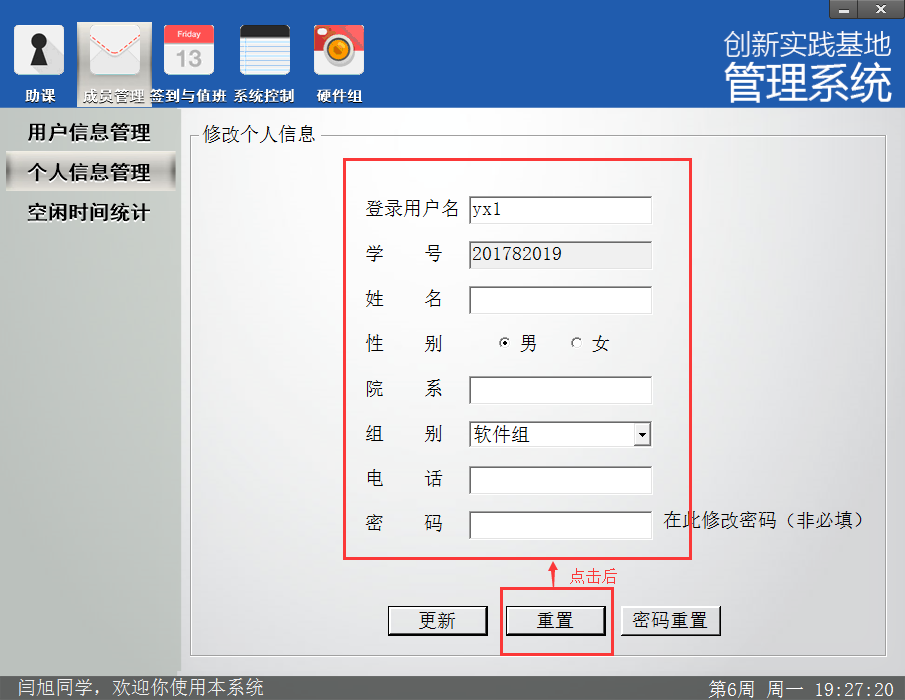 创新实践基地
管理系统
Friday
13
助课
成员管理
签到与值班
系统控制
硬件组
用户信息管理
个人信息管理
空闲时间统计
修改个人信息
登录用户名 yx1
学 号 201782019
姓 名
性 别 男 女
院 系
组 别 软件组
电 话
密 码 在此修改密码（非必填）
点击后
更新 重置 密码重置
闫旭同学，欢迎你使用本系统 第6周 周一 19:27:20